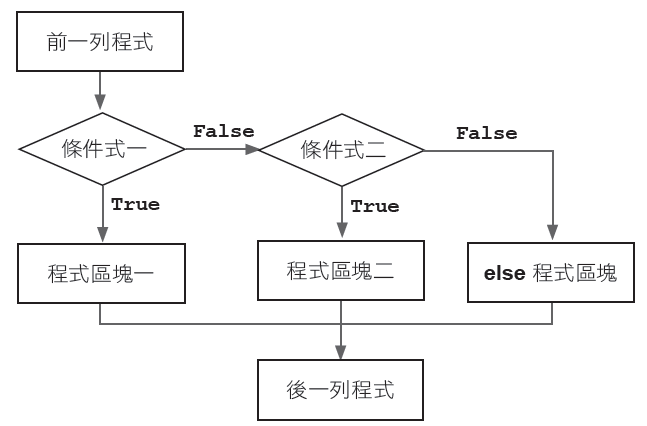 前一列程式
條件式一
False
條件式二
False
True
True
程式區塊一
程式區塊二
else 程式區塊
後一列程式